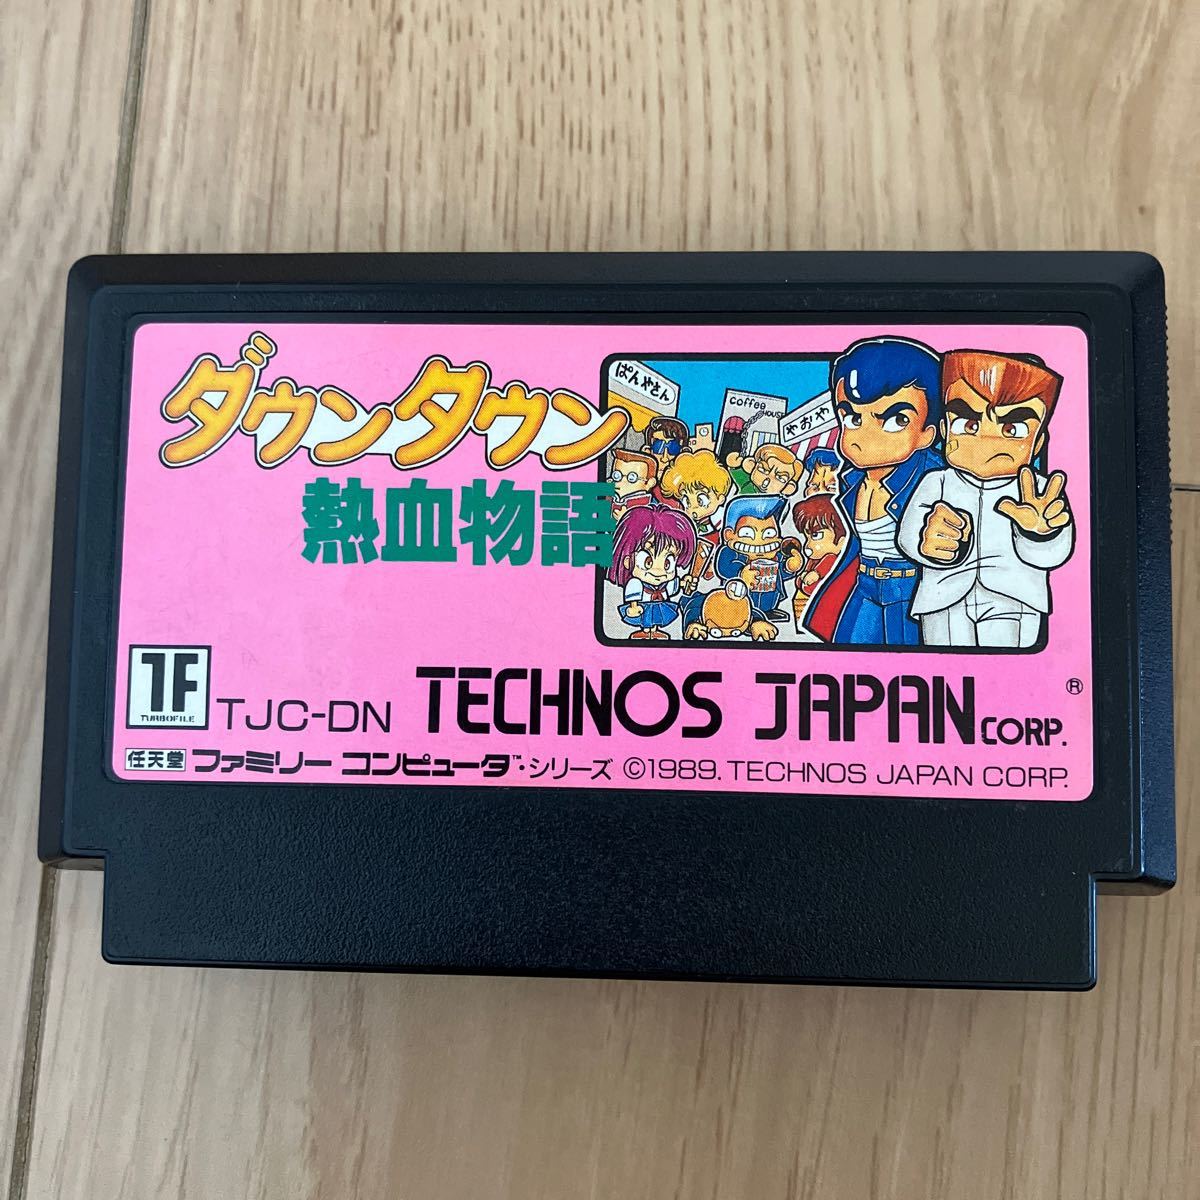 ダウンタウン
熱血物語
ぱんやさん
coffee
HOUSE
やおや
TF
TURBOFILE
TJC-DN TECHNOS JAPAN CORP. ®
任天堂 ファミリー コンピュータ™・シリーズ ©1989. TECHNOS JAPAN CORP.